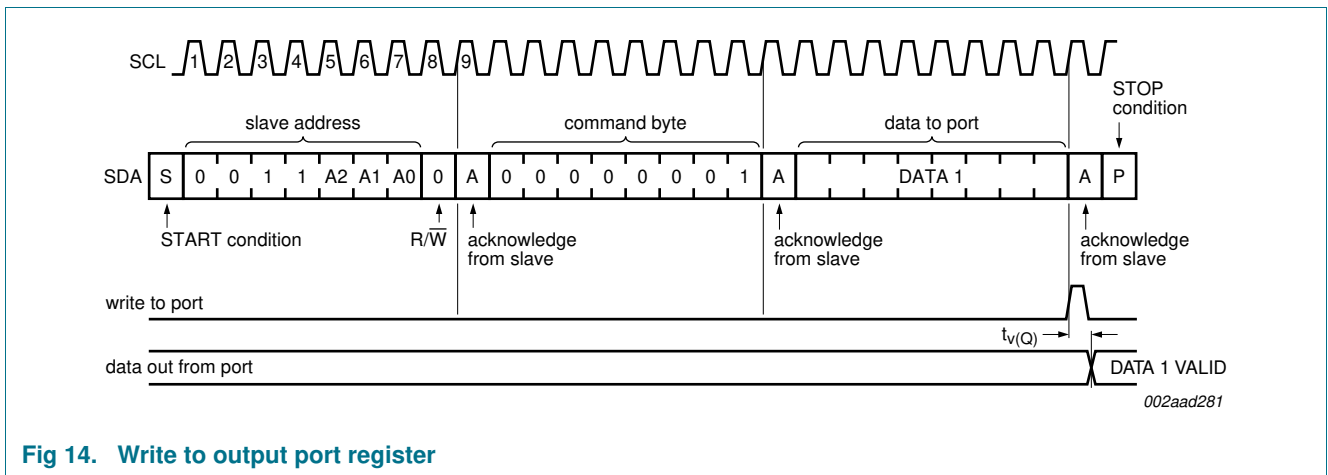 SCL 1 2 3 4 5 6 7 8 9
STOP
condition
slave address command byte data to port
SDA S 0 0 1 1 A2 A1 A0 0 A 0 0 0 0 0 0 0 1 A DATA 1 A P
START condition R/W̅ acknowledge acknowledge acknowledge
from slave from slave from slave
write to port
tv(Q)
data out from port DATA 1 VALID
002aad281
Fig 14. Write to output port register